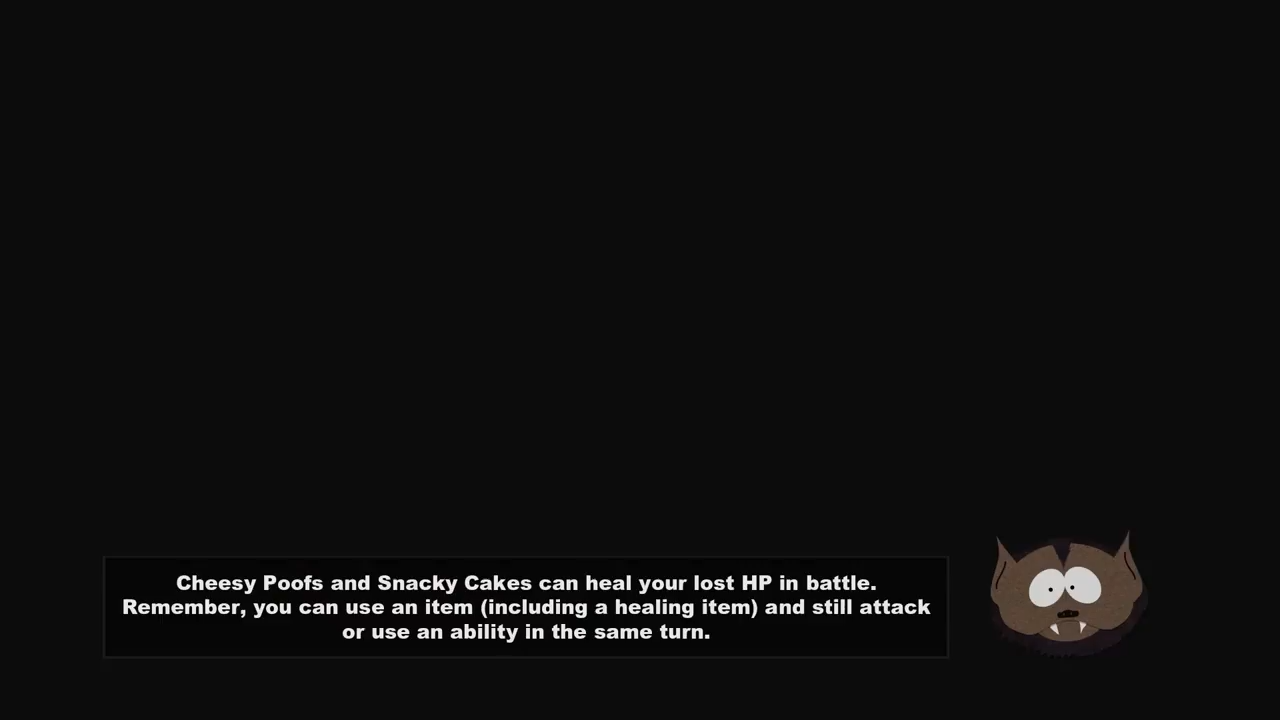 Cheesy Poofs and Snacky Cakes can heal your lost HP in battle.
Remember, you can use an item (including a healing item) and still attack
or use an ability in the same turn.